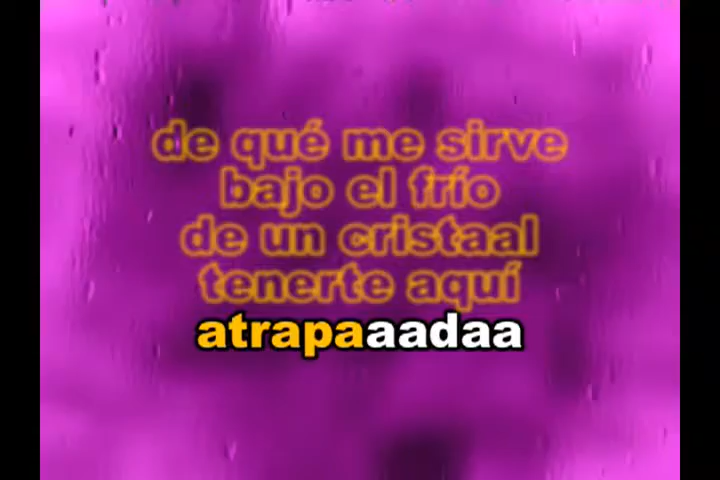 de qué me sirve
bajo el frío
de un cristaal
tenerte aquí
atrapaaadaa